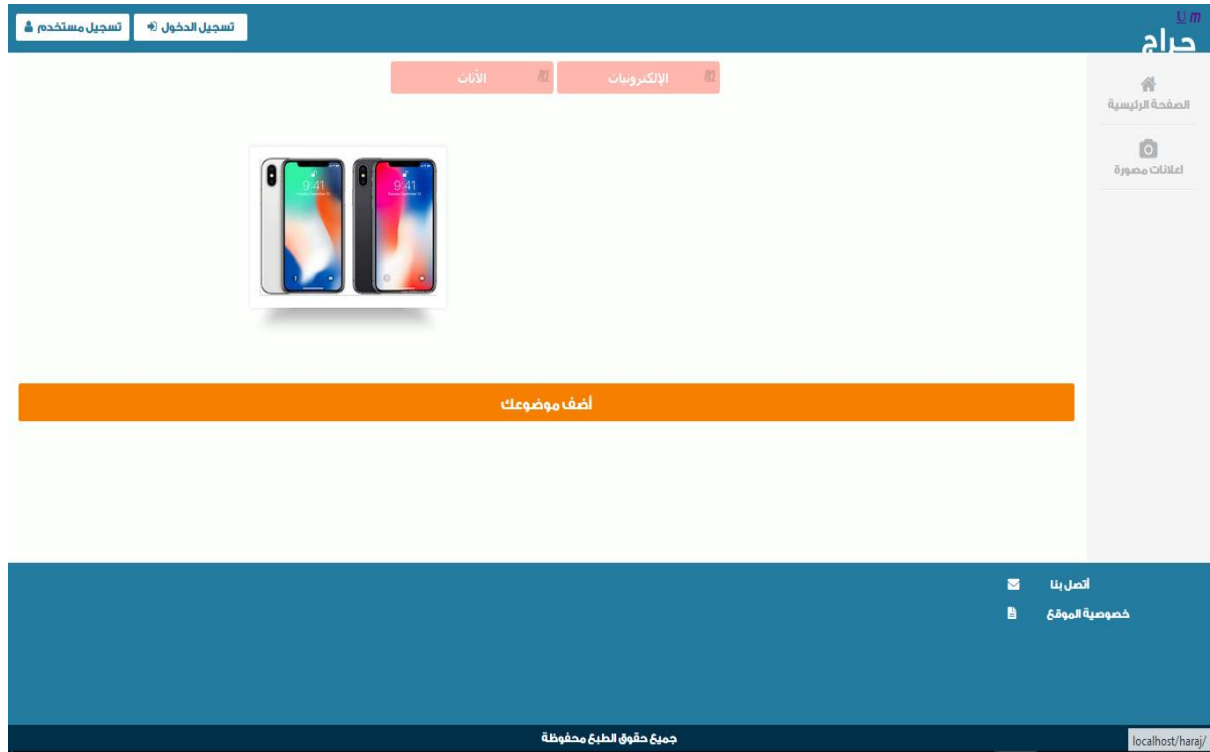 U m
حراج
تسجيل الدخول
تسجيل مستخدم
الصفحة الرئيسية
اعلانات مصورة
الإلكترونيات
الأثاث
9:41
9:41
أضف موضوعك
أتصل بنا
خصوصية الموقع
جميع حقوق الطبع محفوظة
localhost/haraj/